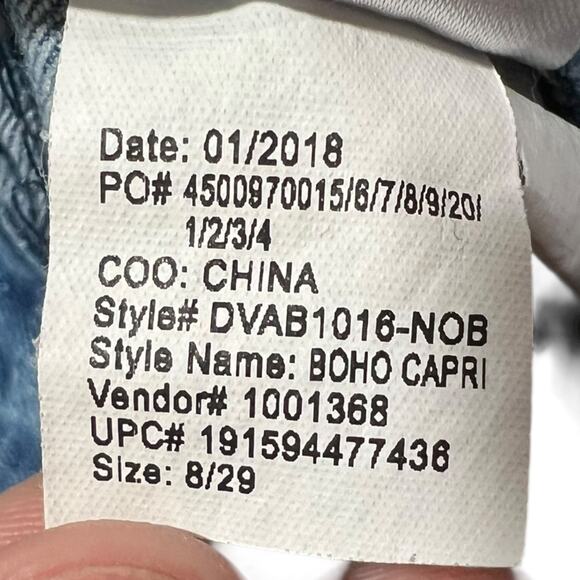 Date: 01/2018
PO# 4500970015/6/7/8/9/20/
1/2/3/4
COO: CHINA
Style# DVAB1016-NOB
Style Name: BOHO CAPRI
Vendor# 1001368
UPC# 191594477436
Size: 8/29